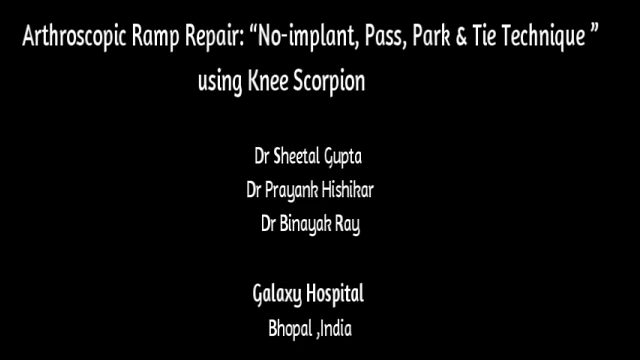 Arthroscopic Ramp Repair: “No-implant, Pass, Park & Tie Technique ”
using Knee Scorpion
Dr Sheetal Gupta
Dr Prayank Hishikar
Dr Binayak Ray
Galaxy Hospital
Bhopal ,India